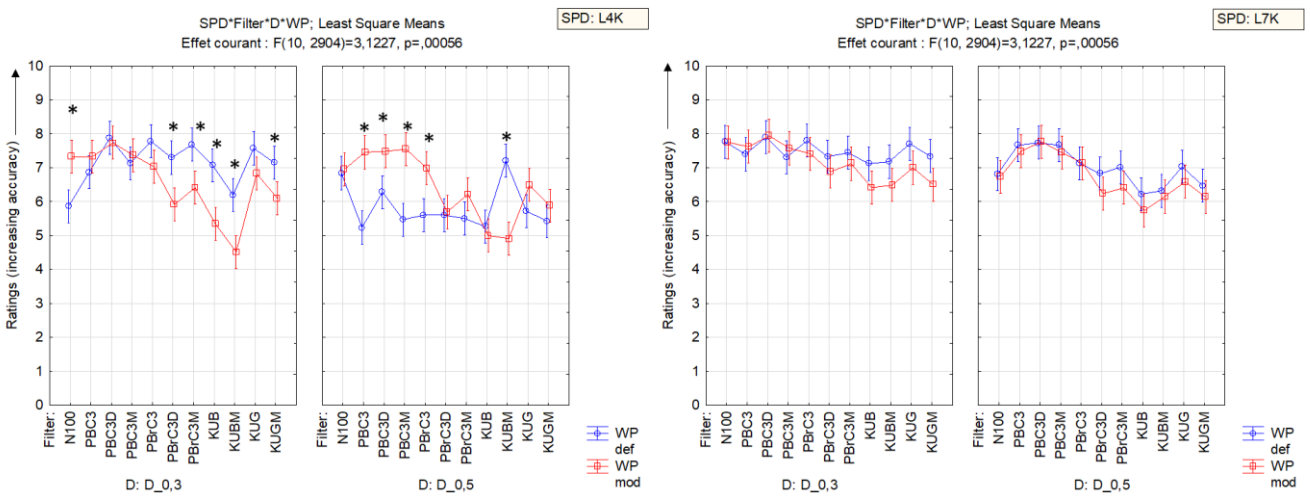 SPD*Filter*D*WP; Least Square Means
Effet courant : F(10, 2904)=3,1227, p=,00056
SPD: L4K
Ratings (increasing accuracy)
10
9
8
7
6
5
4
3
2
1
0
* * * * * *
* * * * *
Filter:
N100
PBC3
PBC3D
PBC3M
PBrC3
PBrC3D
PBrC3M
KUB
KUBM
KUG
KUGM
D: D_0,3
Filter:
N100
PBC3
PBC3D
PBC3M
PBrC3
PBrC3D
PBrC3M
KUB
KUBM
KUG
KUGM
D: D_0,5
WP
def
WP
mod
SPD*Filter*D*WP; Least Square Means
Effet courant : F(10, 2904)=3,1227, p=,00056
SPD: L7K
Ratings (increasing accuracy)
10
9
8
7
6
5
4
3
2
1
0
Filter:
N100
PBC3
PBC3D
PBC3M
PBrC3
PBrC3D
PBrC3M
KUB
KUBM
KUG
KUGM
D: D_0,3
Filter:
N100
PBC3
PBC3D
PBC3M
PBrC3
PBrC3D
PBrC3M
KUB
KUBM
KUG
KUGM
D: D_0,5
WP
def
WP
mod